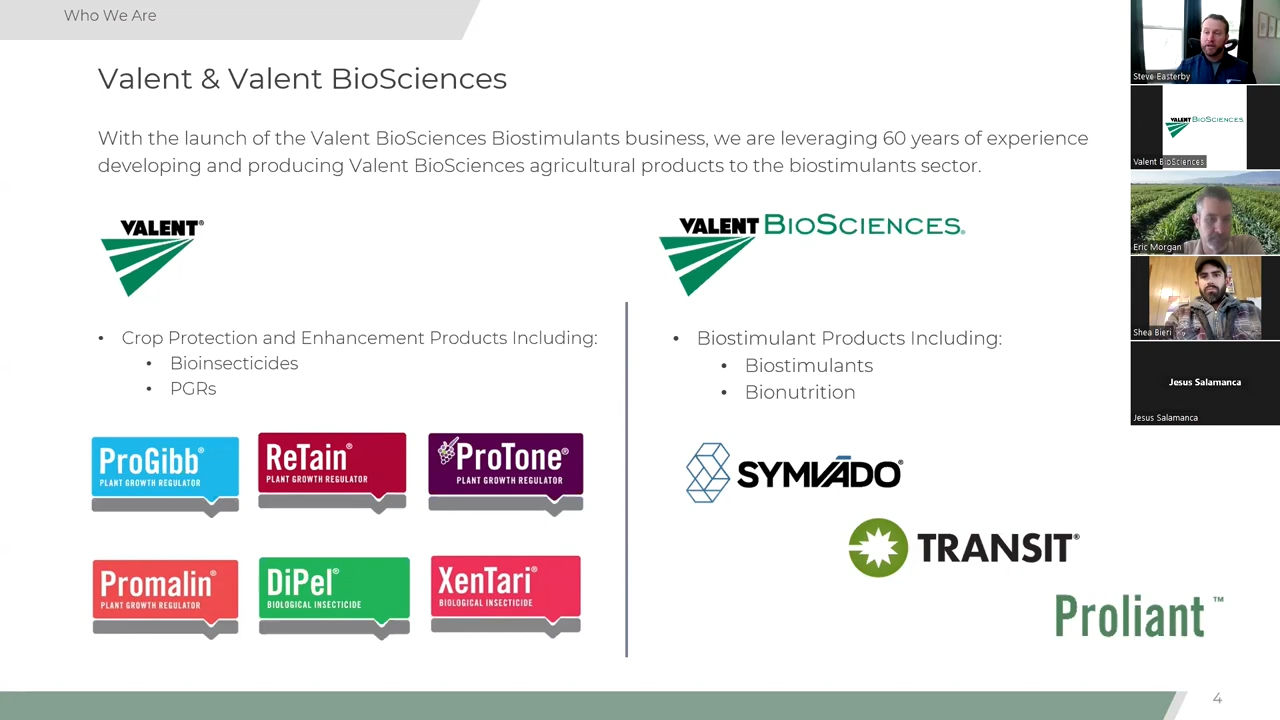 Who We Are
Valent & Valent BioSciences
With the launch of the Valent BioSciences Biostimulants business, we are leveraging 60 years of experience
developing and producing Valent BioSciences agricultural products to the biostimulants sector.
VALENT®
• Crop Protection and Enhancement Products Including:
• Bioinsecticides
• PGRs
ProGibb®
PLANT GROWTH REGULATOR
ReTain®
PLANT GROWTH REGULATOR
ProTone®
PLANT GROWTH REGULATOR
Promalin®
PLANT GROWTH REGULATOR
DiPel®
BIOLOGICAL INSECTICIDE
XenTari®
BIOLOGICAL INSECTICIDE
VALENT BIOSCIENCES®
• Biostimulant Products Including:
• Biostimulants
• Bionutrition
SYMVĀDO®
TRANSIT®
Proliant™
4
Steve Easterby
VALENT BIOSCIENCES
Valent BioSciences
Eric Morgan
Shea Bieri
Jesus Salamanca
Jesus Salamanca